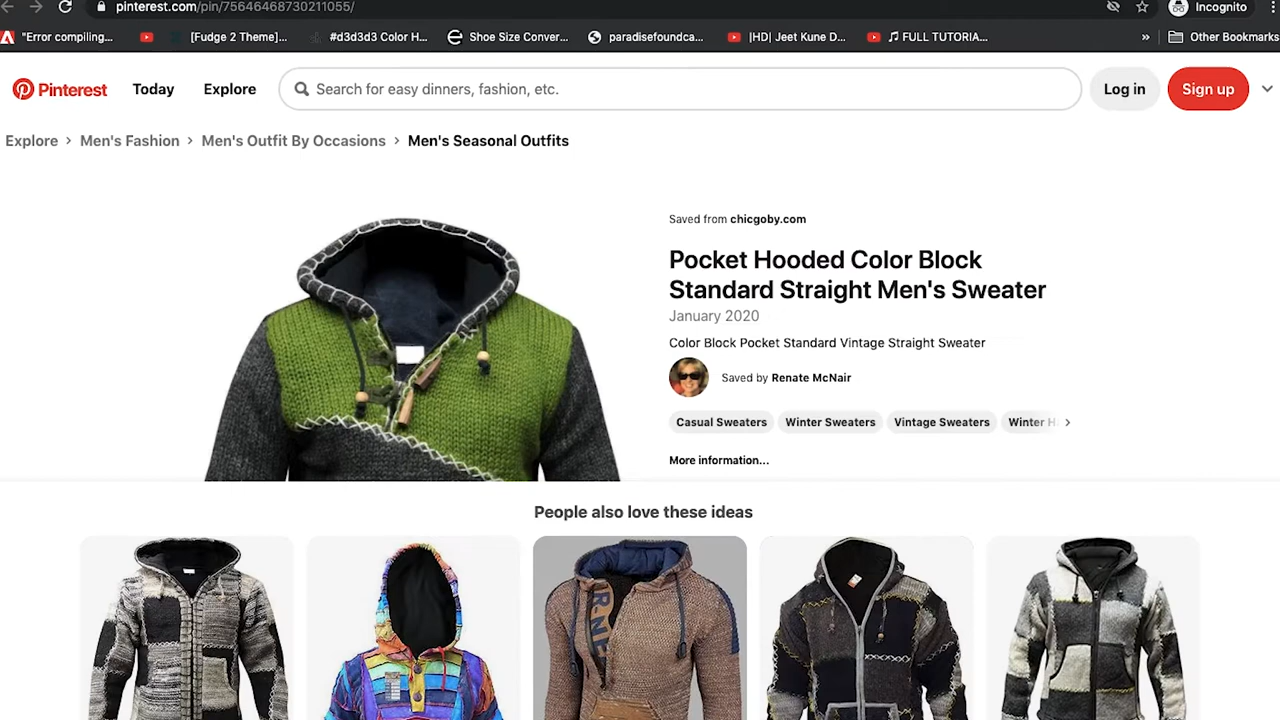 pinterest.com/pin/75646468730211055/
Incognito
"Error compiling...
[Fudge 2 Theme]...
#d3d3d3 Color H...
Shoe Size Conver...
paradisefoundca...
|HD| Jeet Kune D...
♫ FULL TUTORIA...
»
Other Bookmarks
Pinterest
Today
Explore
Search for easy dinners, fashion, etc.
Log in
Sign up
Explore > Men's Fashion > Men's Outfit By Occasions > Men's Seasonal Outfits
Saved from chicgoby.com
Pocket Hooded Color Block
Standard Straight Men's Sweater
January 2020
Color Block Pocket Standard Vintage Straight Sweater
Saved by Renate McNair
Casual Sweaters
Winter Sweaters
Vintage Sweaters
Winter H
More information...
People also love these ideas